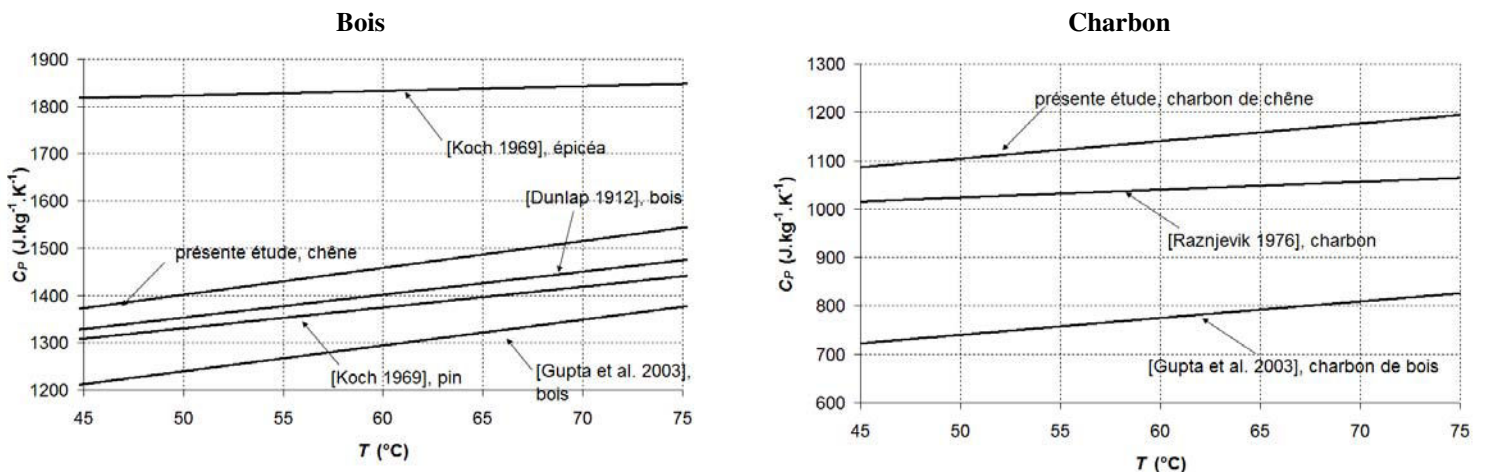 Bois
1900
1800
1700
1600
1500
1400
1300
1200
C_P (J.kg⁻¹.K⁻¹)
[Koch 1969], épicéa
[Dunlap 1912], bois
présente étude, chêne
[Koch 1969], pin
[Gupta et al. 2003],
bois
45 50 55 60 65 70 75
T (°C)
Charbon
1300
1200
1100
1000
900
800
700
600
C_P (J.kg⁻¹.K⁻¹)
présente étude, charbon de chêne
[Raznjevik 1976], charbon
[Gupta et al. 2003], charbon de bois
45 50 55 60 65 70 75
T (°C)